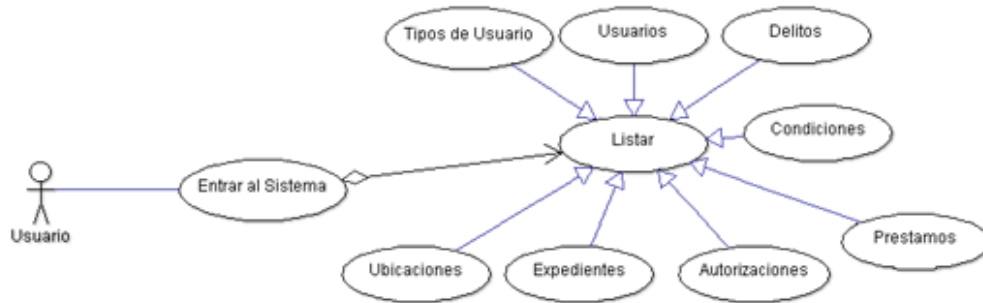 Tipos de Usuario
Usuarios
Delitos
Condiciones
Listar
Entrar al Sistema
Usuario
Prestamos
Ubicaciones
Expedientes
Autorizaciones